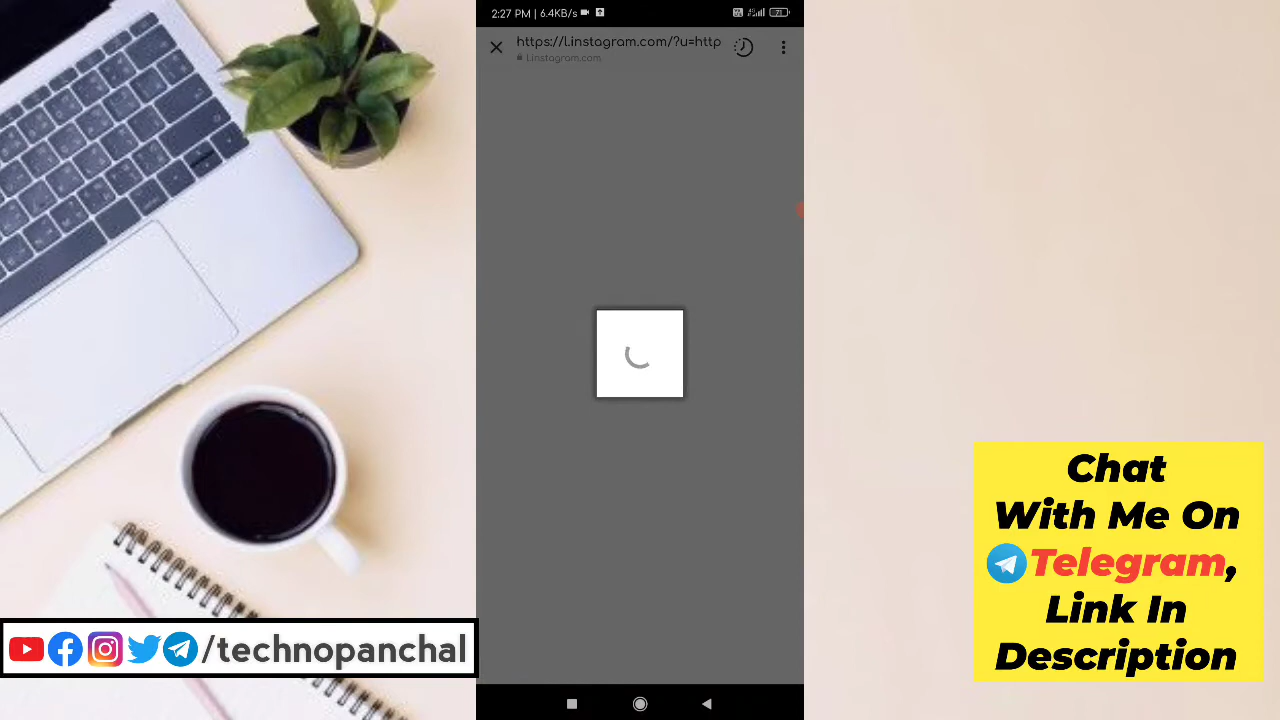 2:27 PM | 6.4KB/s
71
https://l.instagram.com/?u=http
l.instagram.com
Chat
With Me On
Telegram,
Link In
Description
/technopanchal